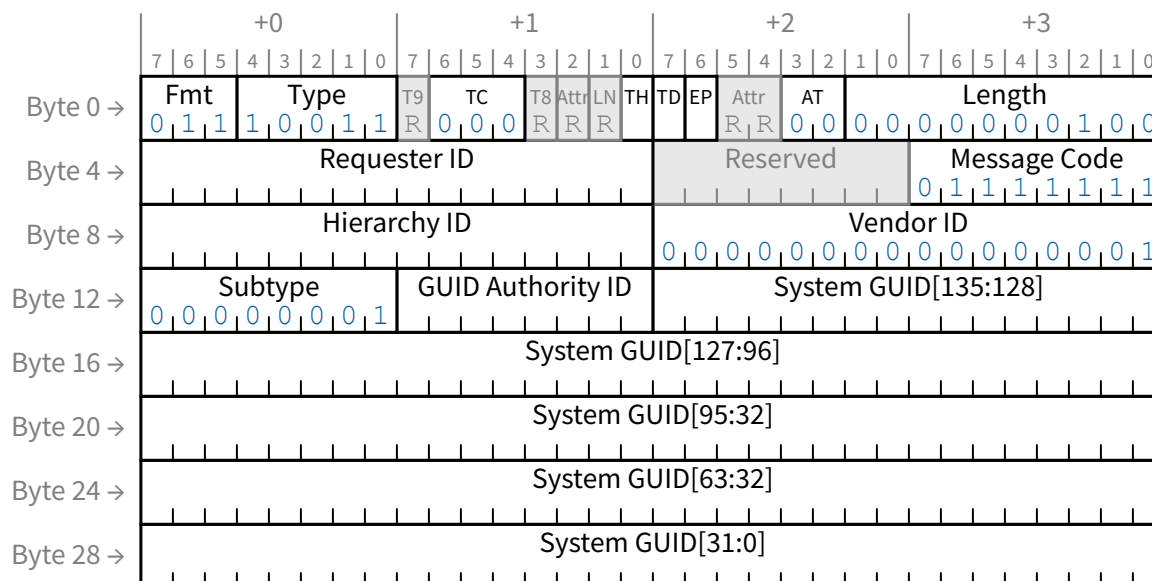 +0 +1 +2 +3
7 6 5 4 3 2 1 0 7 6 5 4 3 2 1 0 7 6 5 4 3 2 1 0 7 6 5 4 3 2 1 0
Byte 0 → Fmt Type T9 TC T8 Attr LN TH TD EP Attr AT Length
0 1 1 1 0 0 1 1 R 0 0 0 R R R R R 0 0 0 0 0 0 0 0 0 1 0 0
Byte 4 → Requester ID Reserved Message Code
0 1 1 1 1 1 1 1
Byte 8 → Hierarchy ID Vendor ID
0 0 0 0 0 0 0 0 0 0 0 0 0 0 0 1
Byte 12 → Subtype GUID Authority ID System GUID[135:128]
0 0 0 0 0 0 0 1
Byte 16 → System GUID[127:96]
Byte 20 → System GUID[95:32]
Byte 24 → System GUID[63:32]
Byte 28 → System GUID[31:0]